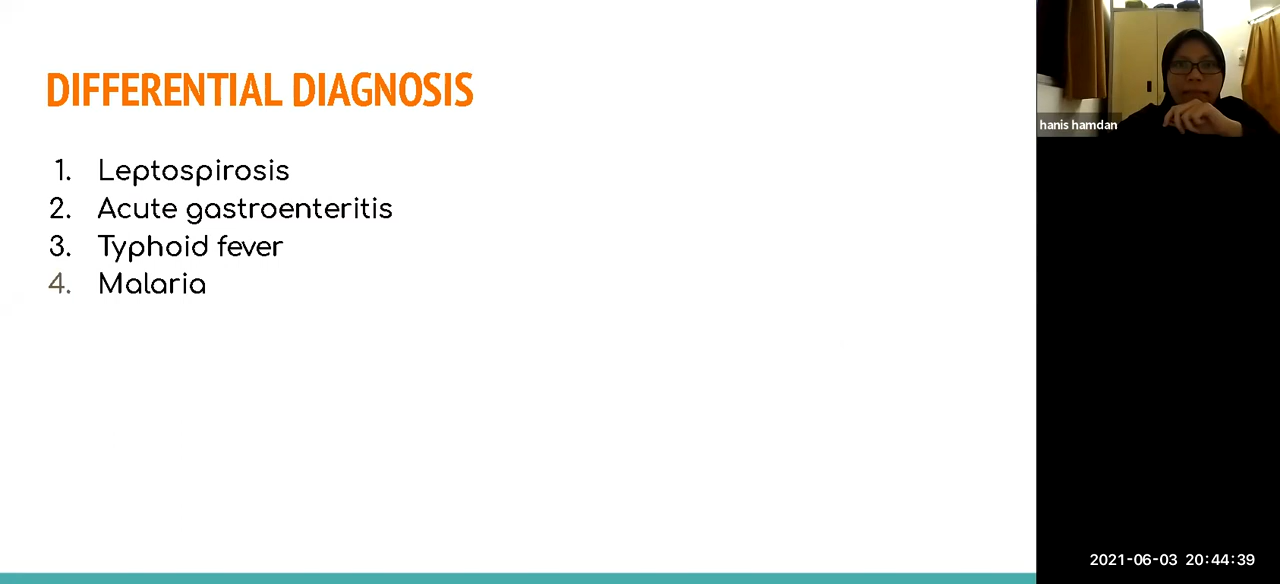 DIFFERENTIAL DIAGNOSIS
1. Leptospirosis
2. Acute gastroenteritis
3. Typhoid fever
4. Malaria
hanis hamdan
2021-06-03 20:44:39